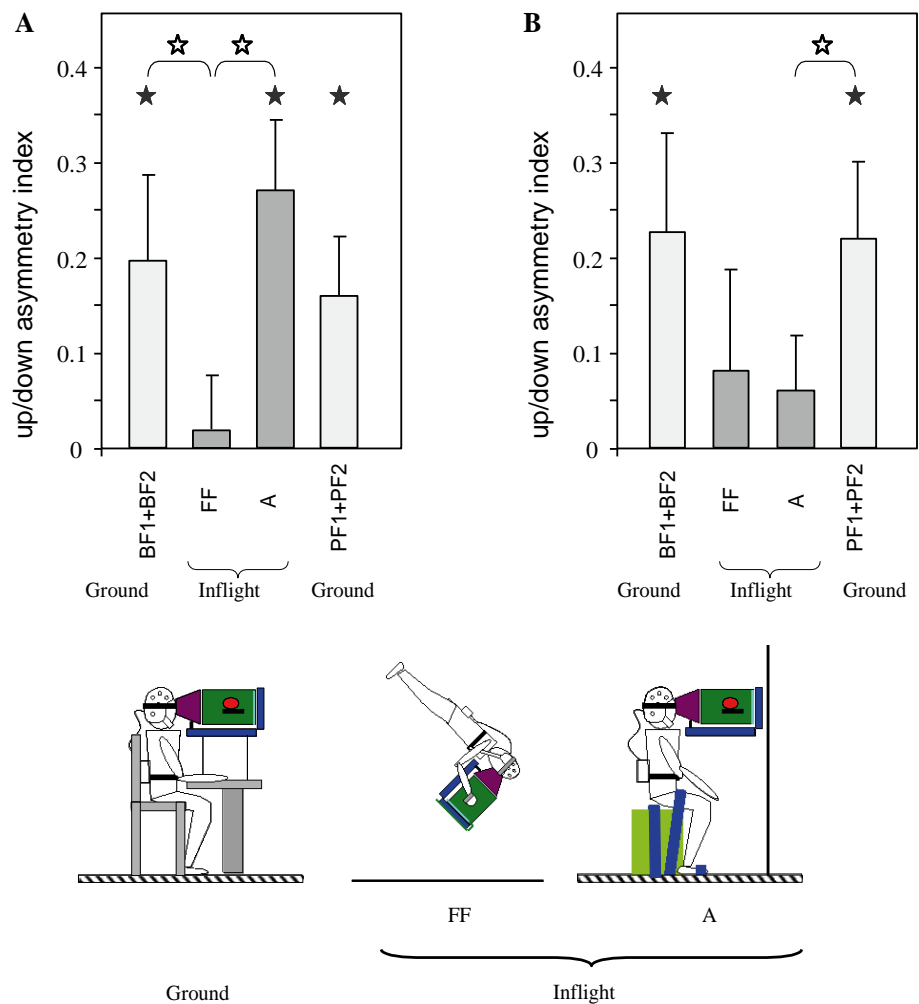 A
up/down asymmetry index
0.4
0.3
0.2
0.1
0
BF1+BF2
FF
A
PF1+PF2
Ground
Inflight
Ground
B
up/down asymmetry index
0.4
0.3
0.2
0.1
0
BF1+BF2
FF
A
PF1+PF2
Ground
Inflight
Ground
FF
A
Ground
Inflight